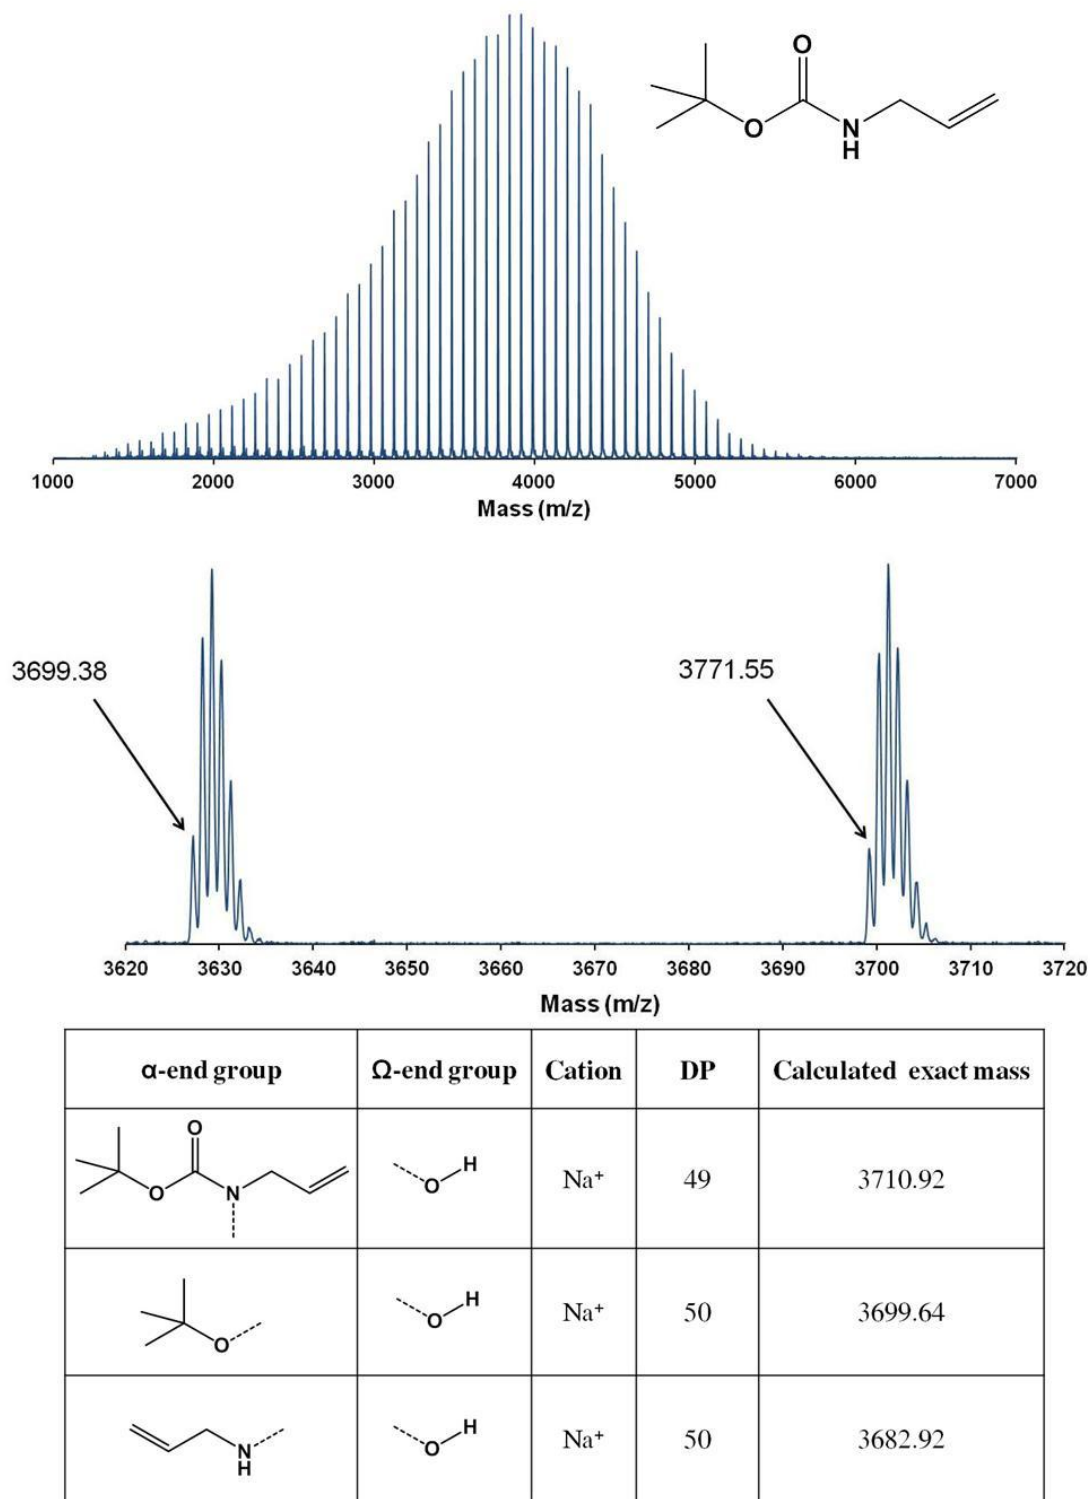 O
O
N
H
1000 2000 3000 4000 5000 6000 7000
Mass (m/z)
3699.38
3771.55
3620 3630 3640 3650 3660 3670 3680 3690 3700 3710 3720
Mass (m/z)
α-end group Ω-end group Cation DP Calculated exact mass
O
O
N
O
H
Na⁺ 49 3710.92
O
O
H
Na⁺ 50 3699.64
N
H
O
H
Na⁺ 50 3682.92